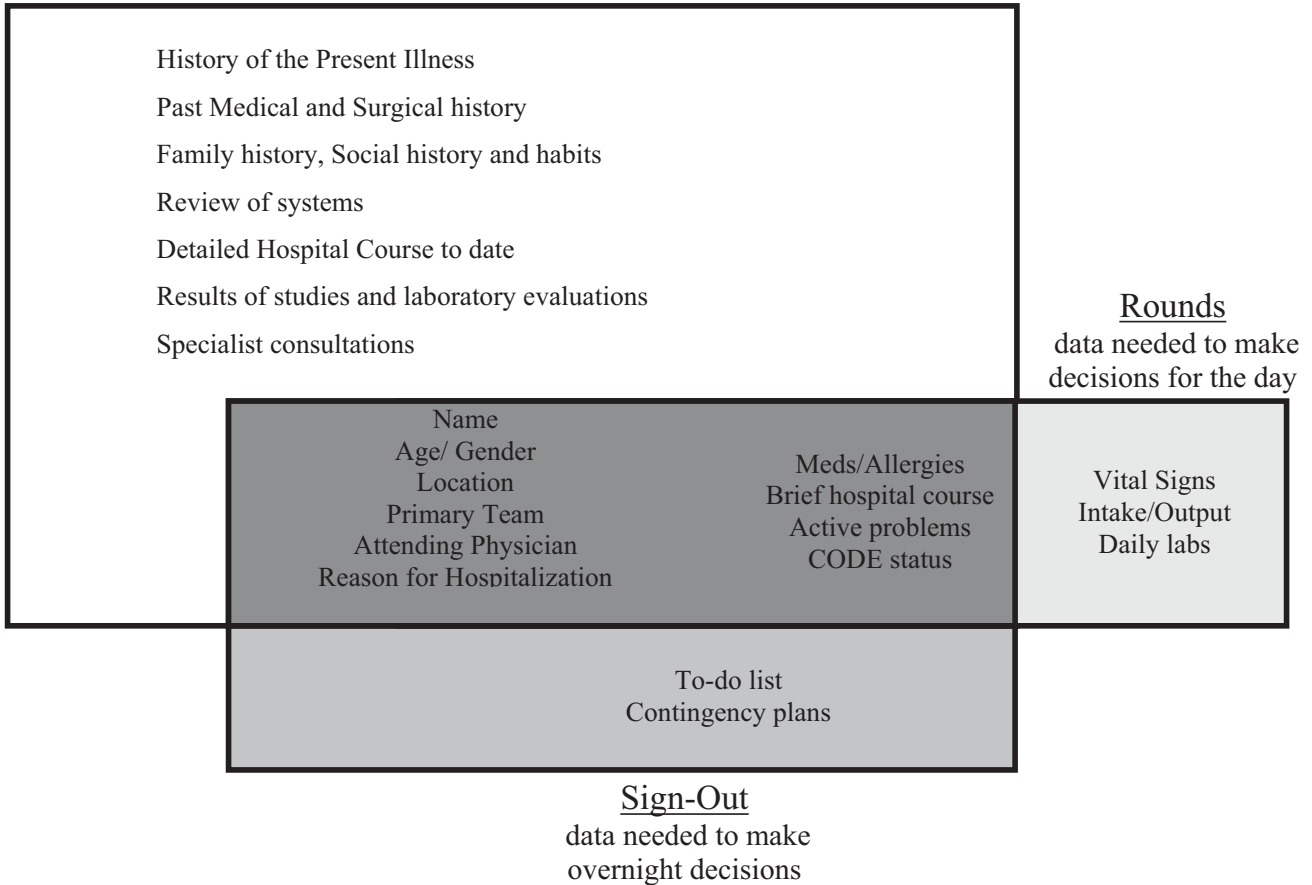 History of the Present Illness
Past Medical and Surgical history
Family history, Social history and habits
Review of systems
Detailed Hospital Course to date
Results of studies and laboratory evaluations
Specialist consultations
Rounds
data needed to make
decisions for the day
Name
Age/ Gender
Location
Primary Team
Attending Physician
Reason for Hospitalization
Meds/Allergies
Brief hospital course
Active problems
CODE status
Vital Signs
Intake/Output
Daily labs
To-do list
Contingency plans
Sign-Out
data needed to make
overnight decisions